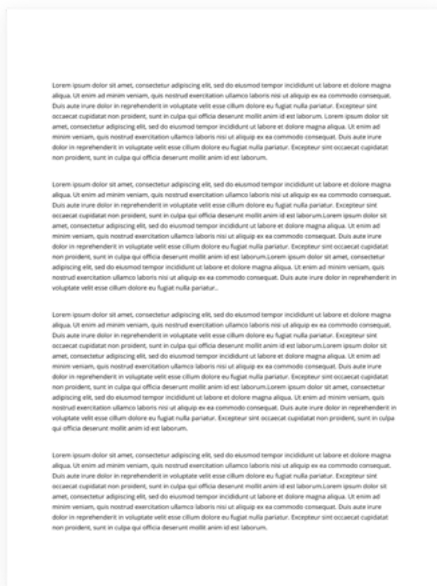 Lorem ipsum dolor sit amet, consectetur adipiscing elit, sed do eiusmod tempor incididunt ut labore et dolore magna
aliqua. Ut enim ad minim veniam, quis nostrud exercitation ullamco laboris nisi ut aliquip ex ea commodo consequat.
Duis aute irure dolor in reprehenderit in voluptate velit esse cillum dolore eu fugiat nulla pariatur. Excepteur sint
occaecat cupidatat non proident, sunt in culpa qui officia deserunt mollit anim id est laborum. Lorem ipsum dolor sit
amet, consectetur adipiscing elit, sed do eiusmod tempor incididunt ut labore et dolore magna aliqua. Ut enim ad
minim veniam, quis nostrud exercitation ullamco laboris nisi ut aliquip ex ea commodo consequat. Duis aute irure
dolor in reprehenderit in voluptate velit esse cillum dolore eu fugiat nulla pariatur. Excepteur sint occaecat cupidatat
non proident, sunt in culpa qui officia deserunt mollit anim id est laborum.
Lorem ipsum dolor sit amet, consectetur adipiscing elit, sed do eiusmod tempor incididunt ut labore et dolore magna
aliqua. Ut enim ad minim veniam, quis nostrud exercitation ullamco laboris nisi ut aliquip ex ea commodo consequat.
Duis aute irure dolor in reprehenderit in voluptate velit esse cillum dolore eu fugiat nulla pariatur. Excepteur sint
occaecat cupidatat non proident, sunt in culpa qui officia deserunt mollit anim id est laborum.Lorem ipsum dolor sit
amet, consectetur adipiscing elit, sed do eiusmod tempor incididunt ut labore et dolore magna aliqua. Ut enim ad
minim veniam, quis nostrud exercitation ullamco laboris nisi ut aliquip ex ea commodo consequat. Duis aute irure
dolor in reprehenderit in voluptate velit esse cillum dolore eu fugiat nulla pariatur. Excepteur sint occaecat cupidatat
non proident, sunt in culpa qui officia deserunt mollit anim id est laborum.Lorem ipsum dolor sit amet, consectetur
adipiscing elit, sed do eiusmod tempor incididunt ut labore et dolore magna aliqua. Ut enim ad minim veniam, quis
nostrud exercitation ullamco laboris nisi ut aliquip ex ea commodo consequat. Duis aute irure dolor in reprehenderit in
voluptate velit esse cillum dolore eu fugiat nulla pariatur..
Lorem ipsum dolor sit amet, consectetur adipiscing elit, sed do eiusmod tempor incididunt ut labore et dolore magna
aliqua. Ut enim ad minim veniam, quis nostrud exercitation ullamco laboris nisi ut aliquip ex ea commodo consequat.
Duis aute irure dolor in reprehenderit in voluptate velit esse cillum dolore eu fugiat nulla pariatur. Excepteur sint
occaecat cupidatat non proident, sunt in culpa qui officia deserunt mollit anim id est laborum.Lorem ipsum dolor sit
amet, consectetur adipiscing elit, sed do eiusmod tempor incididunt ut labore et dolore magna aliqua. Ut enim ad
minim veniam, quis nostrud exercitation ullamco laboris nisi ut aliquip ex ea commodo consequat. Duis aute irure
dolor in reprehenderit in voluptate velit esse cillum dolore eu fugiat nulla pariatur. Excepteur sint occaecat cupidatat
non proident, sunt in culpa qui officia deserunt mollit anim id est laborum.Lorem ipsum dolor sit amet, consectetur
adipiscing elit, sed do eiusmod tempor incididunt ut labore et dolore magna aliqua. Ut enim ad minim veniam, quis
nostrud exercitation ullamco laboris nisi ut aliquip ex ea commodo consequat. Duis aute irure dolor in reprehenderit in
voluptate velit esse cillum dolore eu fugiat nulla pariatur. Excepteur sint occaecat cupidatat non proident, sunt in culpa
qui officia deserunt mollit anim id est laborum.
Lorem ipsum dolor sit amet, consectetur adipiscing elit, sed do eiusmod tempor incididunt ut labore et dolore magna
aliqua. Ut enim ad minim veniam, quis nostrud exercitation ullamco laboris nisi ut aliquip ex ea commodo consequat.
Duis aute irure dolor in reprehenderit in voluptate velit esse cillum dolore eu fugiat nulla pariatur. Excepteur sint
occaecat cupidatat non proident, sunt in culpa qui officia deserunt mollit anim id est laborum.Lorem ipsum dolor sit
amet, consectetur adipiscing elit, sed do eiusmod tempor incididunt ut labore et dolore magna aliqua. Ut enim ad
minim veniam, quis nostrud exercitation ullamco laboris nisi ut aliquip ex ea commodo consequat. Duis aute irure
dolor in reprehenderit in voluptate velit esse cillum dolore eu fugiat nulla pariatur. Excepteur sint occaecat cupidatat
non proident, sunt in culpa qui officia deserunt mollit anim id est laborum.